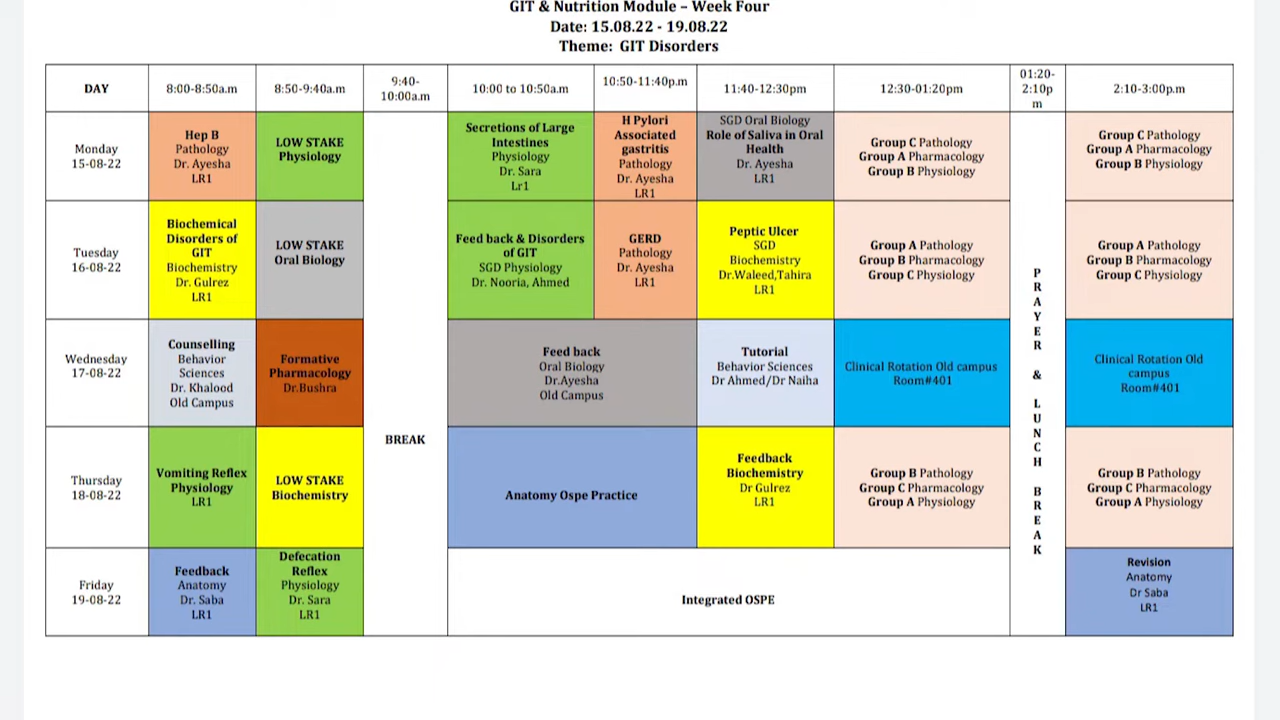 GIT & Nutrition Module – Week Four
Date: 15.08.22 - 19.08.22
Theme: GIT Disorders
DAY
8:00-8:50a.m
8:50-9:40a.m
9:40-
10:00a.m
10:00 to 10:50a.m
10:50-11:40p.m
11:40-12:30pm
12:30-01:20pm
01:20-
2:10p
m
2:10-3:00p.m
Monday
15-08-22
Hep B
Pathology
Dr. Ayesha
LR1
LOW STAKE
Physiology
Secretions of Large
Intestines
Physiology
Dr. Sara
Lr1
H Pylori
Associated
gastritis
Pathology
Dr. Ayesha
LR1
SGD Oral Biology
Role of Saliva in Oral
Health
Dr. Ayesha
LR1
Group C Pathology
Group A Pharmacology
Group B Physiology
Group C Pathology
Group A Pharmacology
Group B Physiology
Tuesday
16-08-22
Biochemical
Disorders of
GIT
Biochemistry
Dr. Gulrez
LR1
LOW STAKE
Oral Biology
Feed back & Disorders
of GIT
SGD Physiology
Dr. Nooria, Ahmed
GERD
Pathology
Dr. Ayesha
LR1
Peptic Ulcer
SGD
Biochemistry
Dr.Waleed,Tahira
LR1
Group A Pathology
Group B Pharmacology
Group C Physiology
Group A Pathology
Group B Pharmacology
Group C Physiology
Wednesday
17-08-22
Counselling
Behavior
Sciences
Dr. Khalood
Old Campus
Formative
Pharmacology
Dr.Bushra
Feed back
Oral Biology
Dr.Ayesha
Old Campus
Tutorial
Behavior Sciences
Dr Ahmed/Dr Naiha
Clinical Rotation Old campus
Room#401
Clinical Rotation Old
campus
Room#401
BREAK
P
R
A
Y
E
R
&
L
U
N
C
H
B
R
E
A
K
Thursday
18-08-22
Vomiting Reflex
Physiology
LR1
LOW STAKE
Biochemistry
Anatomy Ospe Practice
Feedback
Biochemistry
Dr Gulrez
LR1
Group B Pathology
Group C Pharmacology
Group A Physiology
Group B Pathology
Group C Pharmacology
Group A Physiology
Friday
19-08-22
Feedback
Anatomy
Dr. Saba
LR1
Defecation
Reflex
Physiology
Dr. Sara
LR1
Integrated OSPE
Revision
Anatomy
Dr Saba
LR1